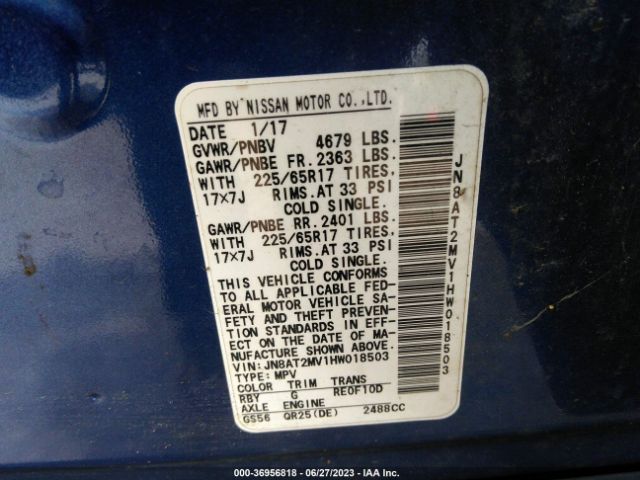 MFD BY NISSAN MOTOR CO.,LTD.
DATE 1/17
GVWR/PNBV 4679 LBS.
GAWR/PNBE FR. 2363 LBS.
WITH 225/65R17 TIRES,
17×7J RIMS.AT 33 PSI
COLD SINGLE.
GAWR/PNBE RR. 2401 LBS.
WITH 225/65R17 TIRES,
17×7J RIMS.AT 33 PSI
COLD SINGLE.
THIS VEHICLE CONFORMS
TO ALL APPLICABLE FED-
ERAL MOTOR VEHICLE SA-
FETY AND THEFT PREVEN-
TION STANDARDS IN EFF-
ECT ON THE DATE OF MA-
NUFACTURE SHOWN ABOVE.
VIN:JN8AT2MV1HW018503
TYPE:MPV
COLOR TRIM TRANS
RBY G RE0F10D
AXLE ENGINE
GS56 QR25(DE) 2488CC
JN8AT2MV1HW018503
000-36956818 - 06/27/2023 - IAA Inc.